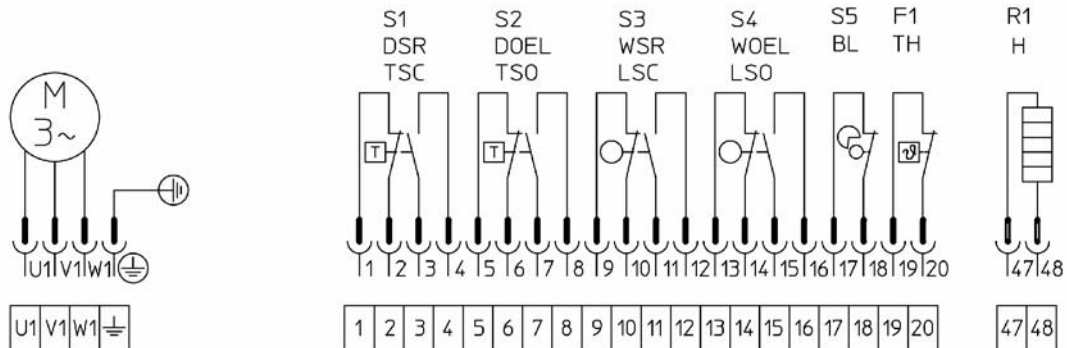 S1 S2 S3 S4 S5 F1 R1
DSR DOEL WSR WOEL BL TH H
TSC TSO LSC LSO
M
3~
T T ϑ
U1 V1 W1 1 2 3 4 5 6 7 8 9 10 11 12 13 14 15 16 17 18 19 20 47 48
U1 V1 W1 1 2 3 4 5 6 7 8 9 10 11 12 13 14 15 16 17 18 19 20 47 48